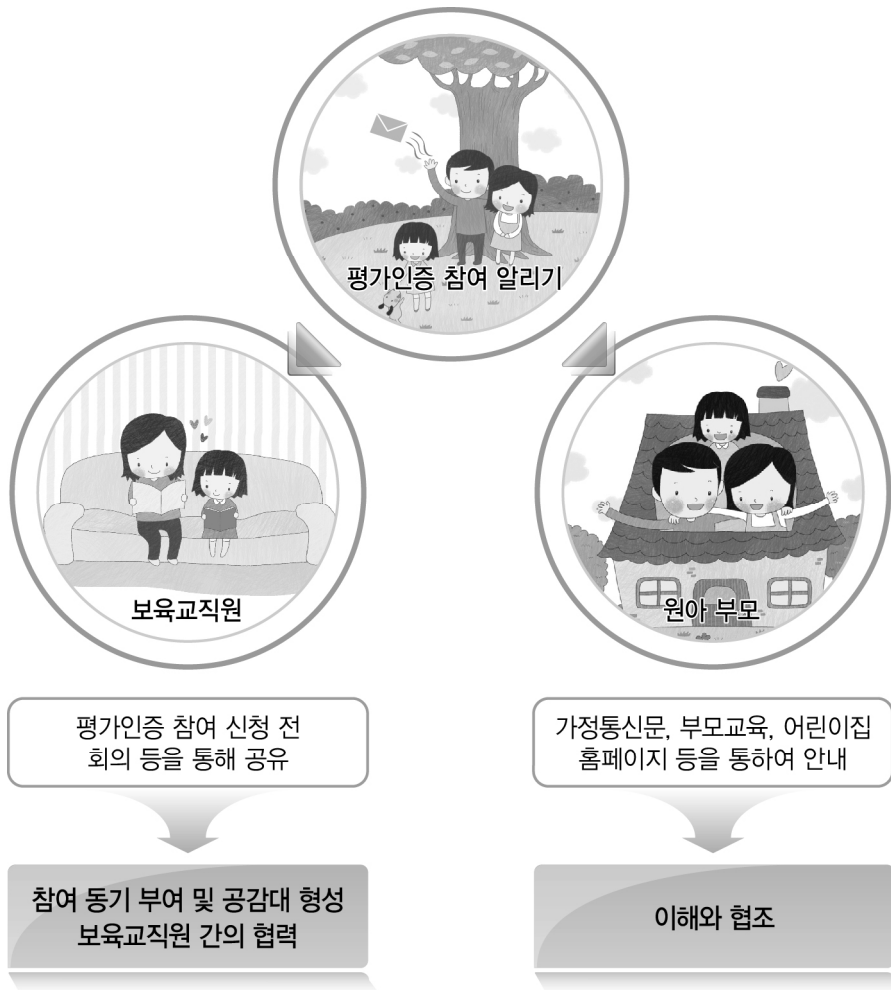 평가인증 참여 알리기
보육교직원
원아 부모
평가인증 참여 신청 전
회의 등을 통해 공유
가정통신문, 부모교육, 어린이집
홈페이지 등을 통하여 안내
참여 동기 부여 및 공감대 형성
보육교직원 간의 협력
이해와 협조